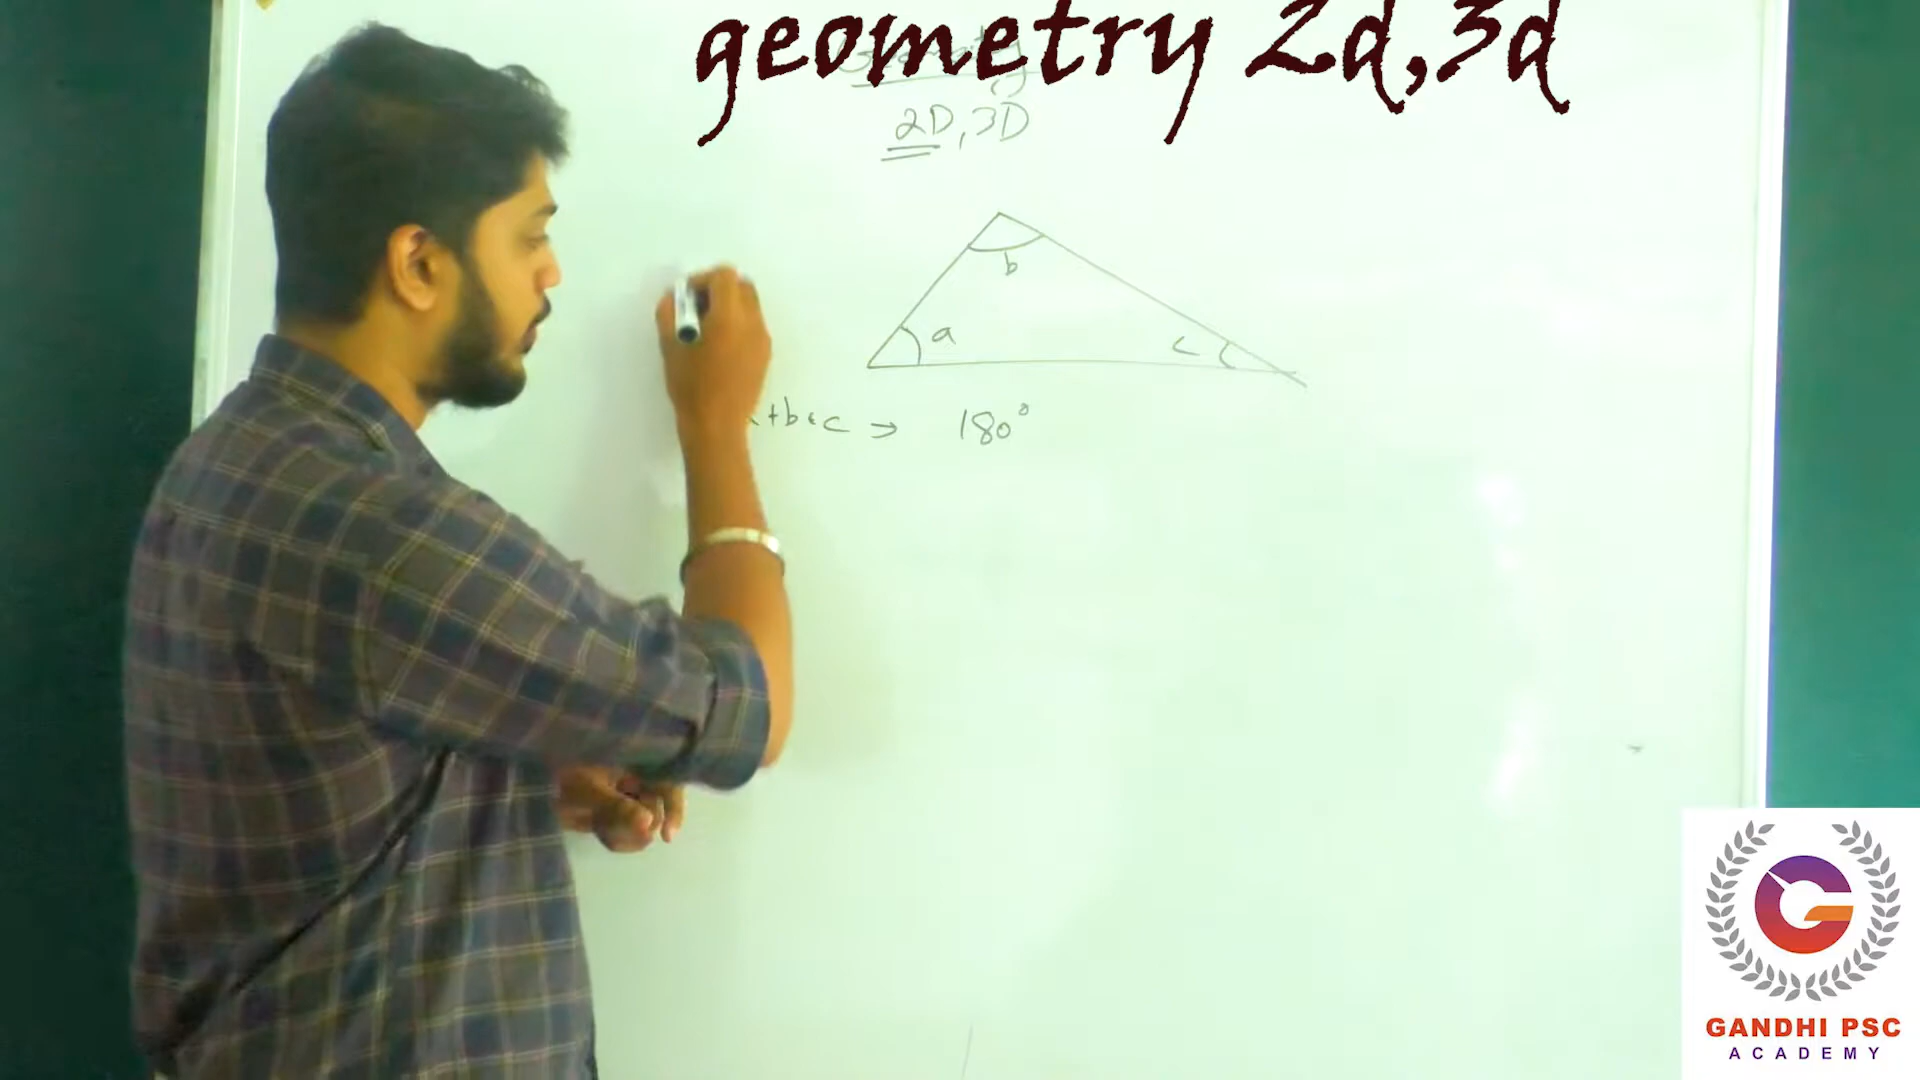 geometry 2d,3d
2D, 3D
b
a
c
+b+c → 180°
GANDHI PSC
ACADEMY